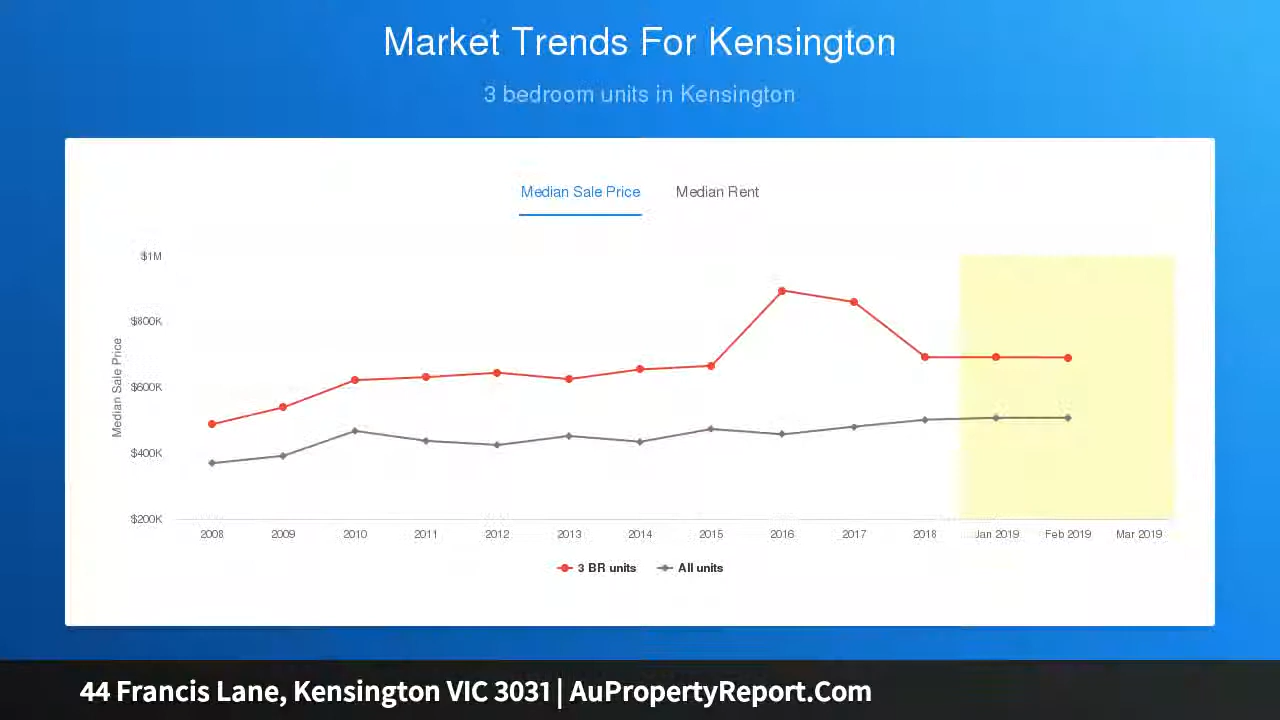 Market Trends For Kensington
3 bedroom units in Kensington
Median Sale Price Median Rent
$1M
$800K
$600K
$400K
$200K
Median Sale Price
2008 2009 2010 2011 2012 2013 2014 2015 2016 2017 2018 Jan 2019 Feb 2019 Mar 2019
3 BR units All units
44 Francis Lane, Kensington VIC 3031 | AuPropertyReport.Com